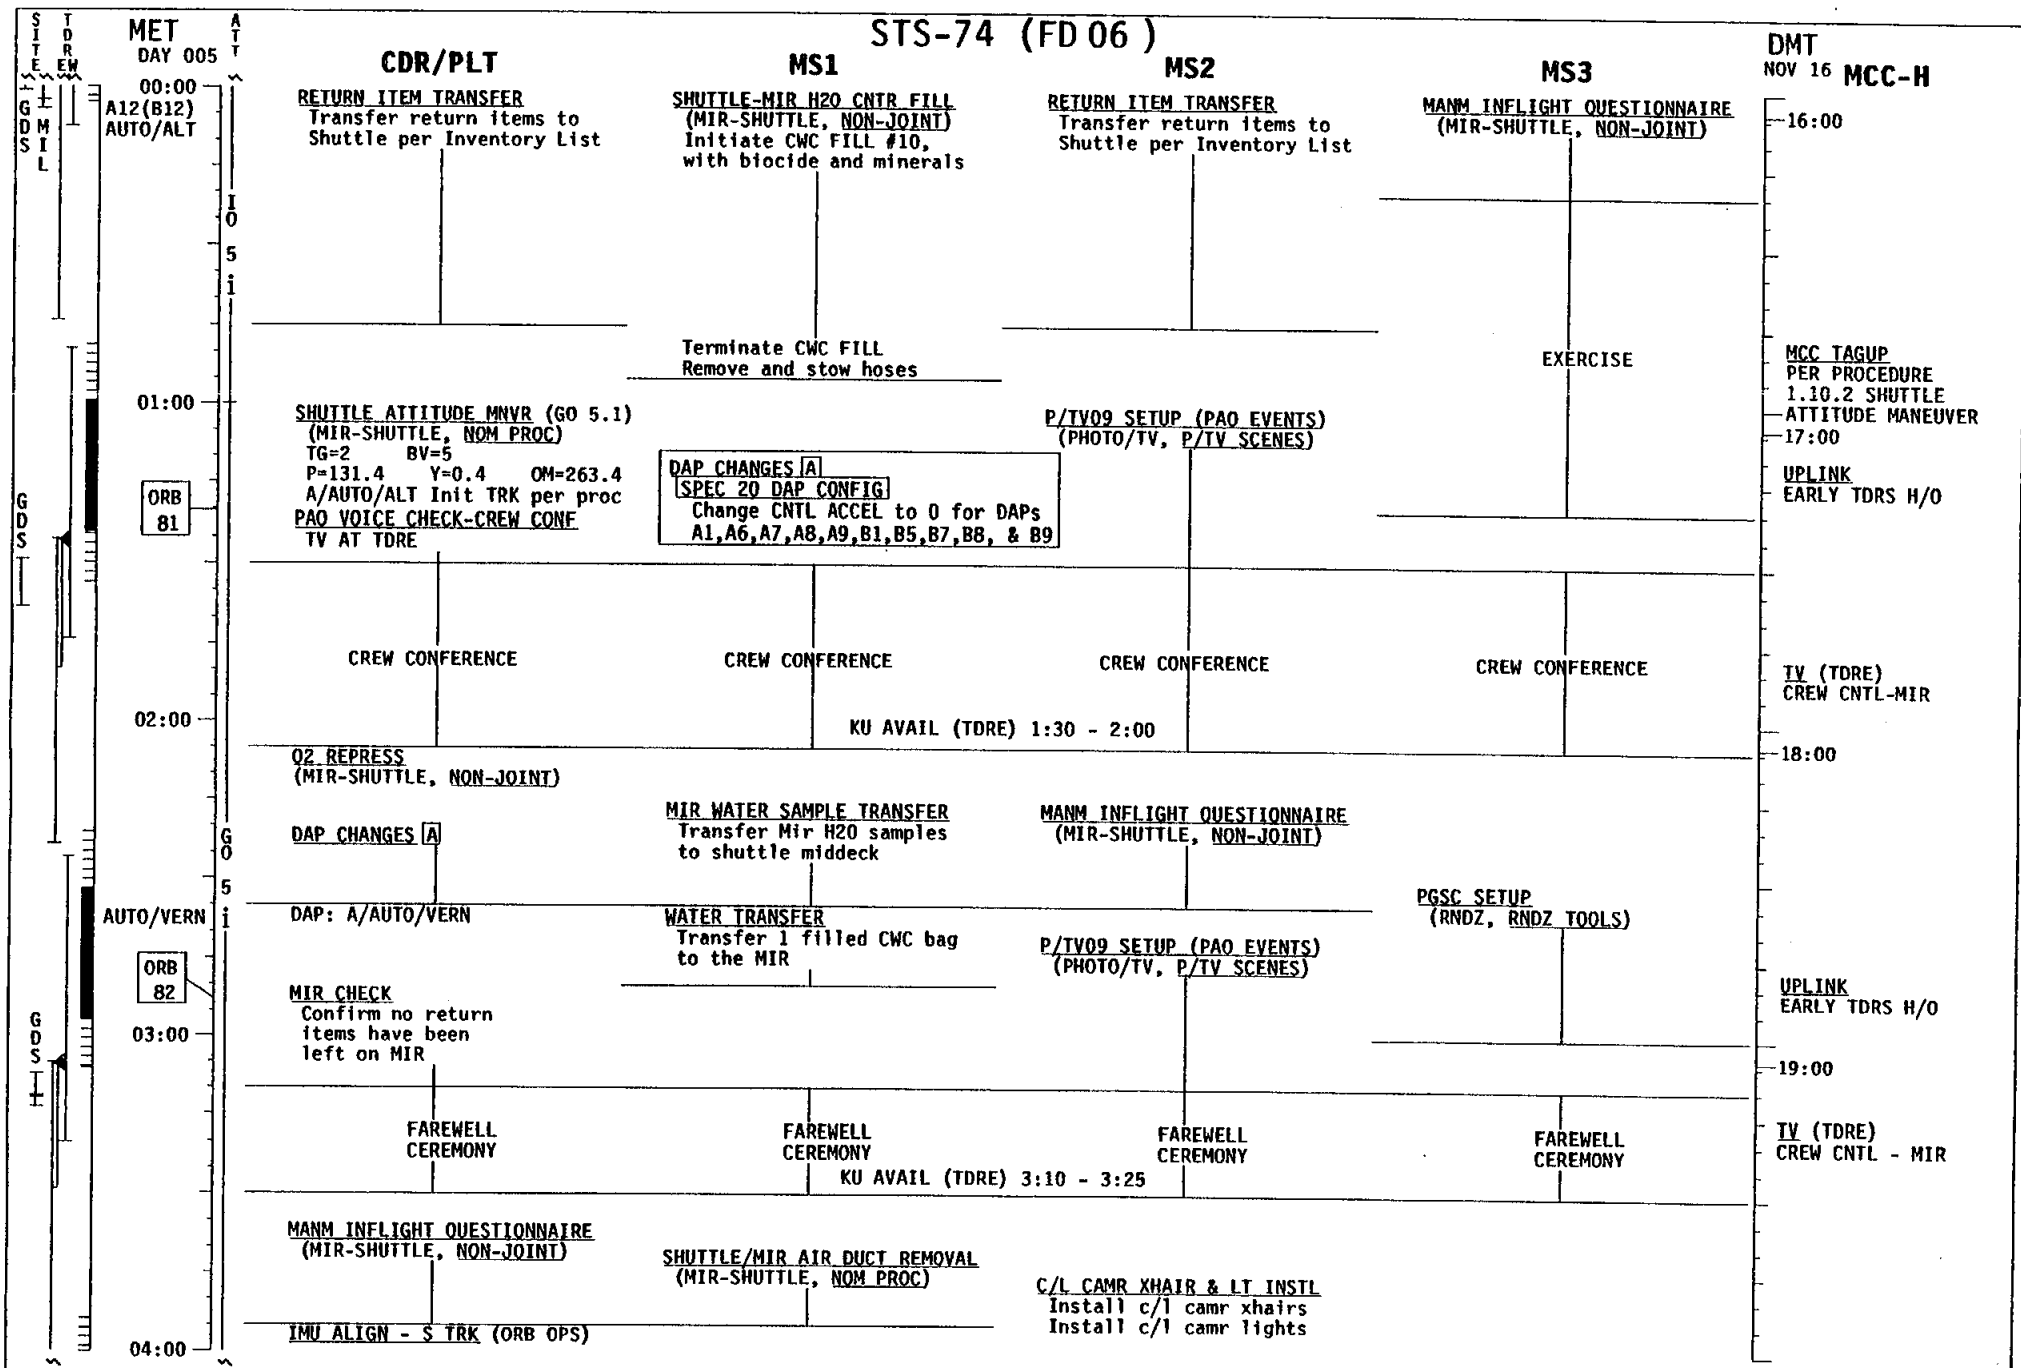 STS-74 (FD 06 )
SITE
TDRE
W
MET
DAY 005
ATT
CDR/PLT
MS1
MS2
MS3
DMT
NOV 16 MCC-H
00:00
A12(B12)
AUTO/ALT
GDS
MIL
IO 5 i
RETURN ITEM TRANSFER
Transfer return items to
Shuttle per Inventory List
SHUTTLE-MIR H2O CNTR FILL
(MIR-SHUTTLE, NON-JOINT)
Initiate CWC FILL #10,
with biocide and minerals
RETURN ITEM TRANSFER
Transfer return items to
Shuttle per Inventory List
MANM INFLIGHT QUESTIONNAIRE
(MIR-SHUTTLE, NON-JOINT)
16:00
Terminate CWC FILL
Remove and stow hoses
EXERCISE
MCC TAGUP
PER PROCEDURE
1.10.2 SHUTTLE
ATTITUDE MANEUVER
17:00
01:00
SHUTTLE ATTITUDE MNVR (GO 5.1)
(MIR-SHUTTLE, NOM PROC)
TG=2 BV=5
P=131.4 Y=0.4 OM=263.4
A/AUTO/ALT Init TRK per proc
PAO VOICE CHECK-CREW CONF
TV AT TDRE
DAP CHANGES A
SPEC 20 DAP CONFIG
Change CNTL ACCEL to 0 for DAPs
A1,A6,A7,A8,A9,B1,B5,B7,B8, & B9
P/TV09 SETUP (PAO EVENTS)
(PHOTO/TV, P/TV SCENES)
UPLINK
EARLY TDRS H/O
GDS
ORB
81
CREW CONFERENCE
CREW CONFERENCE
CREW CONFERENCE
CREW CONFERENCE
TV (TDRE)
CREW CNTL-MIR
02:00
KU AVAIL (TDRE) 1:30 - 2:00
18:00
O2 REPRESS
(MIR-SHUTTLE, NON-JOINT)
DAP CHANGES A
MIR WATER SAMPLE TRANSFER
Transfer Mir H2O samples
to shuttle middeck
MANM INFLIGHT QUESTIONNAIRE
(MIR-SHUTTLE, NON-JOINT)
GO 5 i
AUTO/VERN
DAP: A/AUTO/VERN
WATER TRANSFER
Transfer 1 filled CWC bag
to the MIR
P/TV09 SETUP (PAO EVENTS)
(PHOTO/TV, P/TV SCENES)
PGSC SETUP
(RNDZ, RNDZ TOOLS)
ORB
82
MIR CHECK
Confirm no return
items have been
left on MIR
UPLINK
EARLY TDRS H/O
GDS
03:00
19:00
FAREWELL
CEREMONY
FAREWELL
CEREMONY
FAREWELL
CEREMONY
FAREWELL
CEREMONY
KU AVAIL (TDRE) 3:10 - 3:25
TV (TDRE)
CREW CNTL - MIR
MANM INFLIGHT QUESTIONNAIRE
(MIR-SHUTTLE, NON-JOINT)
SHUTTLE/MIR AIR DUCT REMOVAL
(MIR-SHUTTLE, NOM PROC)
C/L CAMR XHAIR & LT INSTL
Install c/l camr xhairs
Install c/l camr lights
IMU ALIGN - S TRK (ORB OPS)
04:00